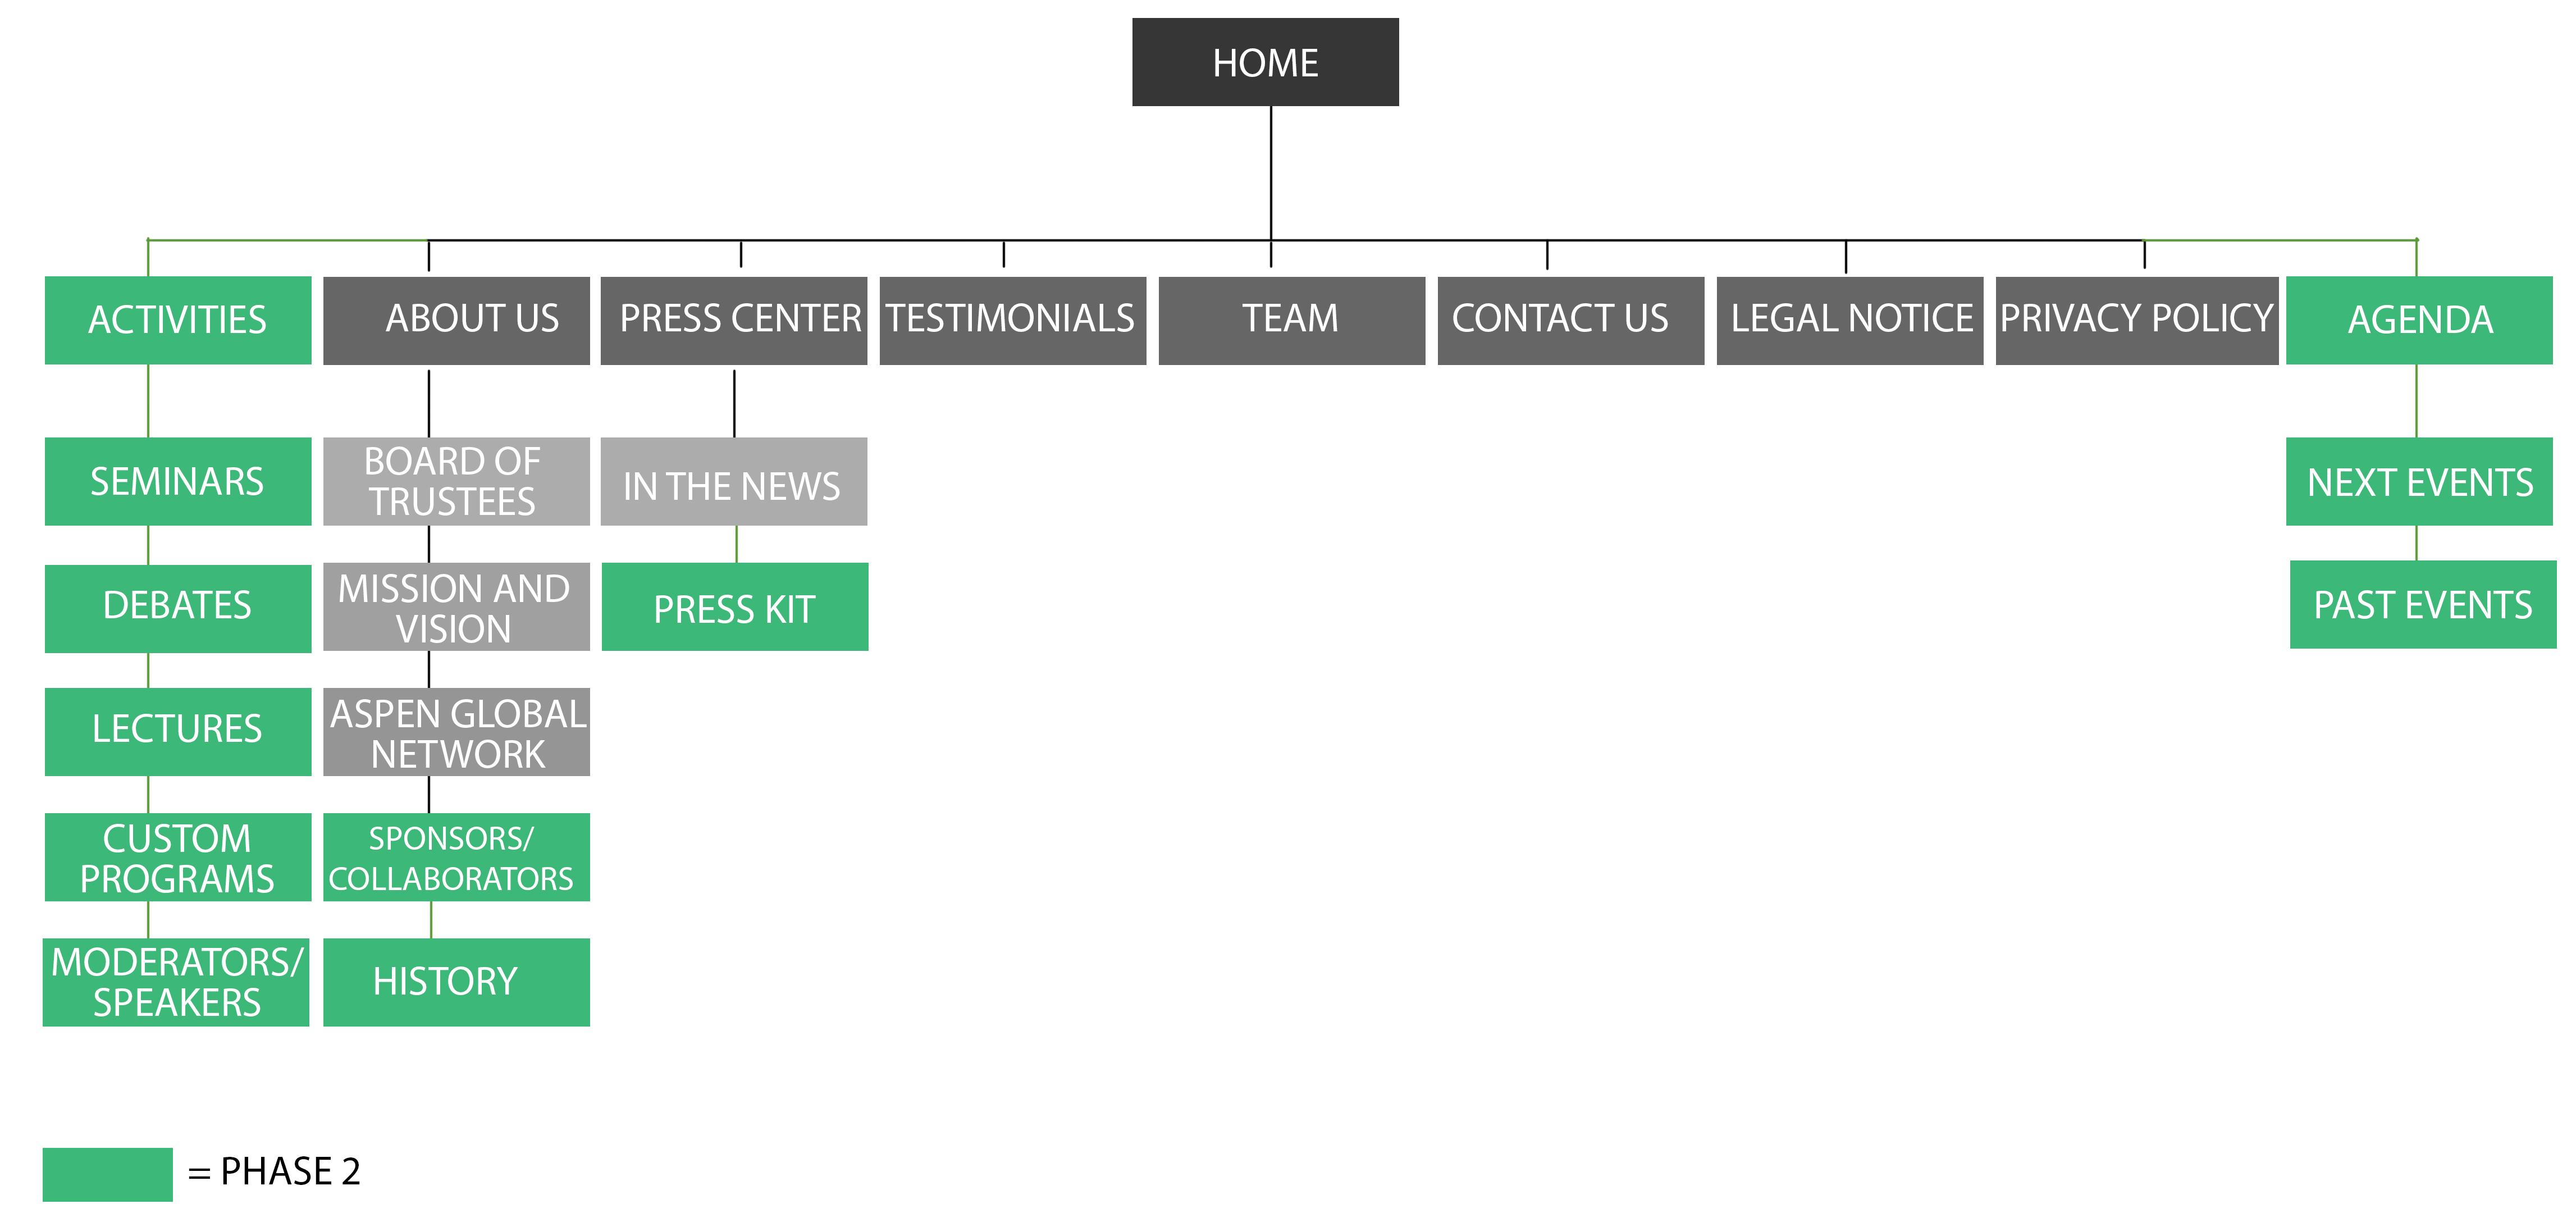 HOME
ACTIVITIES
ABOUT US
PRESS CENTER
TESTIMONIALS
TEAM
CONTACT US
LEGAL NOTICE
PRIVACY POLICY
AGENDA
SEMINARS
BOARD OF
TRUSTEES
IN THE NEWS
NEXT EVENTS
DEBATES
MISSION AND
VISION
PRESS KIT
PAST EVENTS
LECTURES
ASPEN GLOBAL
NETWORK
CUSTOM
PROGRAMS
SPONSORS/
COLLABORATORS
MODERATORS/
SPEAKERS
HISTORY
= PHASE 2